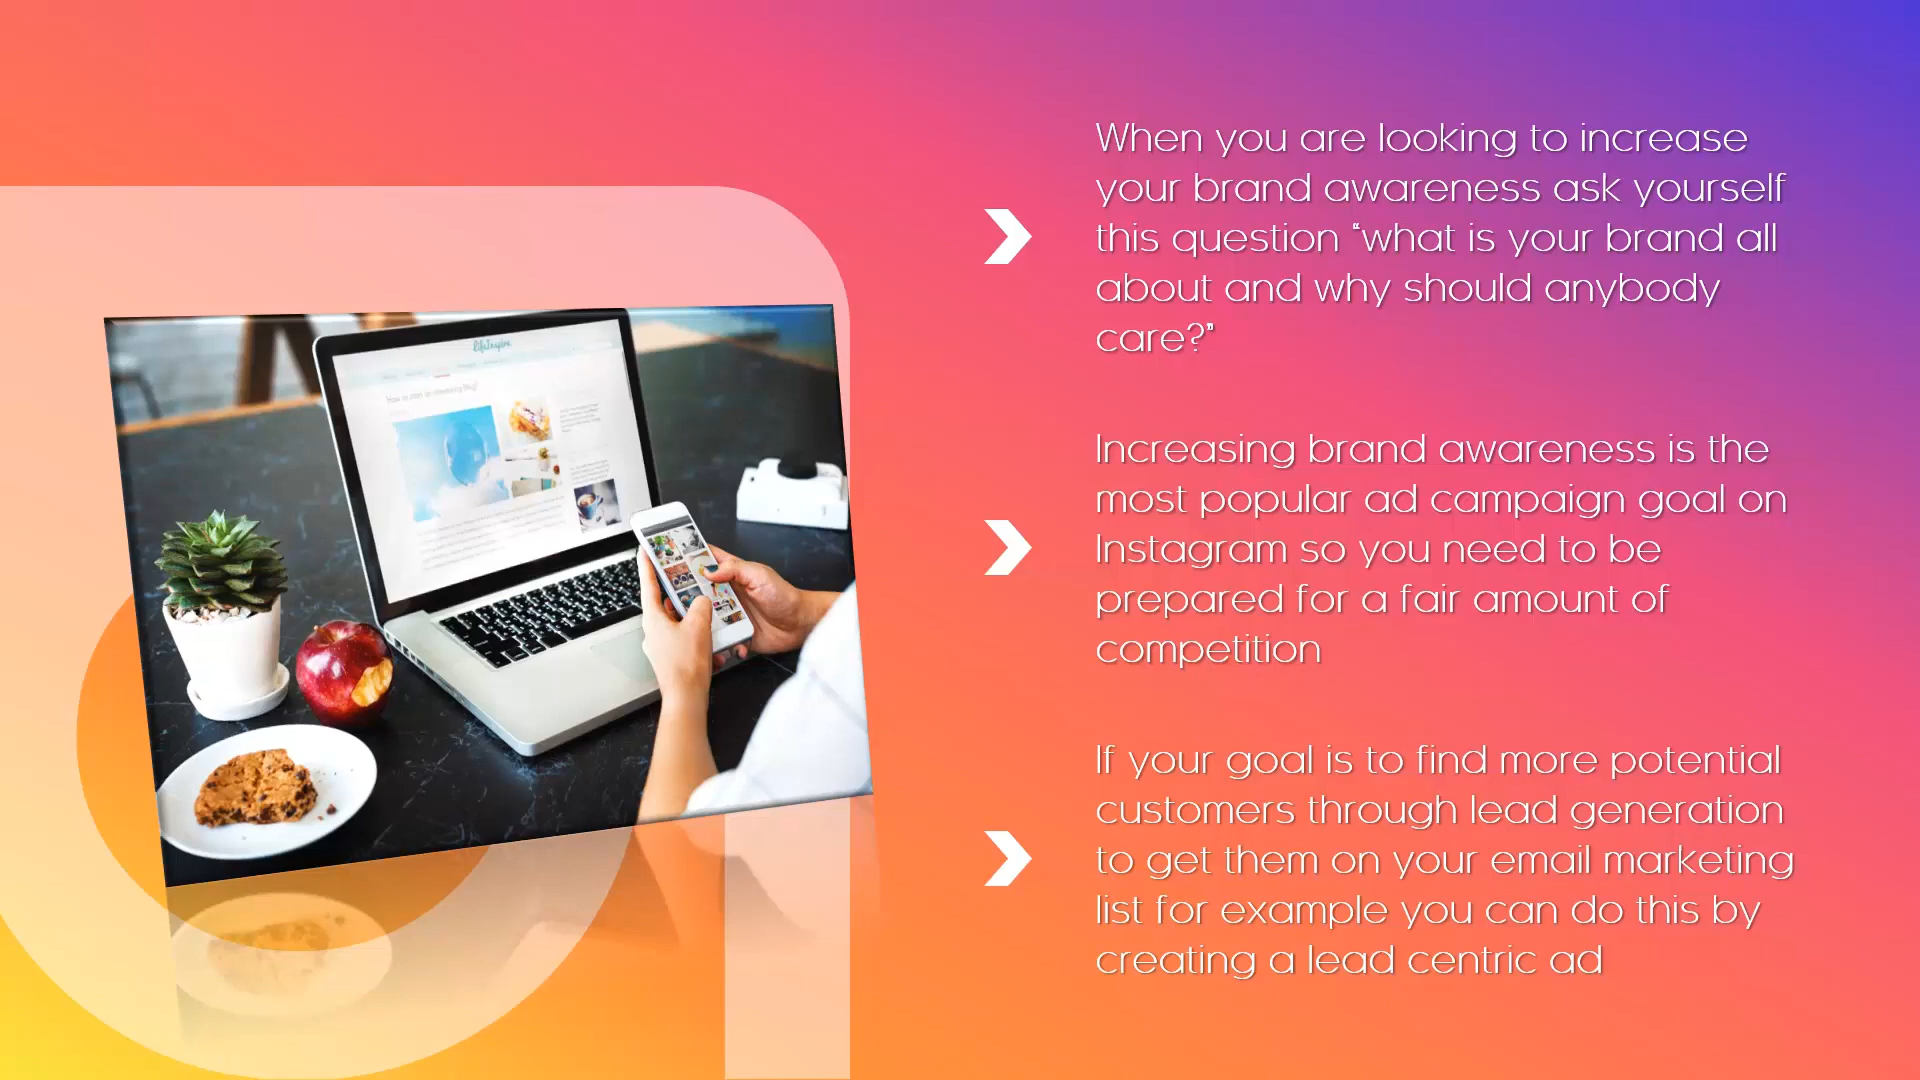 lifeInspire
When you are looking to increase
your brand awareness ask yourself
this question “what is your brand all
about and why should anybody
care?”
Increasing brand awareness is the
most popular ad campaign goal on
Instagram so you need to be
prepared for a fair amount of
competition
If your goal is to find more potential
customers through lead generation
to get them on your email marketing
list for example you can do this by
creating a lead centric ad